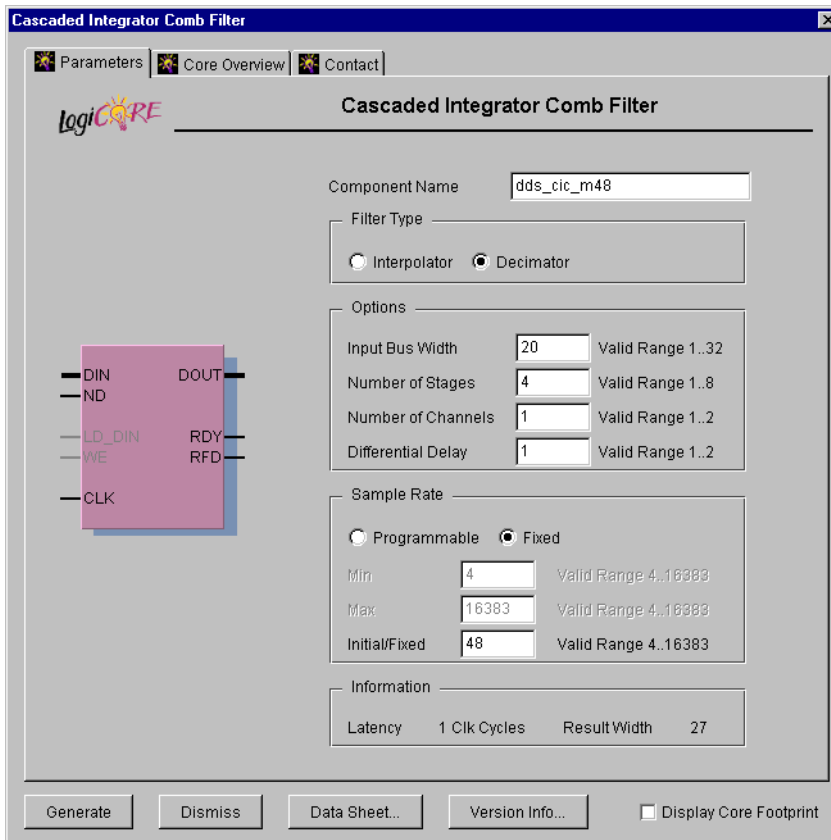 Cascaded Integrator Comb Filter
Parameters Core Overview Contact
LogiCORE
Cascaded Integrator Comb Filter
Component Name dds_cic_m48
Filter Type
Interpolator Decimator
Options
Input Bus Width 20 Valid Range 1..32
Number of Stages 4 Valid Range 1..8
Number of Channels 1 Valid Range 1..2
Differential Delay 1 Valid Range 1..2
DIN DOUT
ND
LD_DIN RDY
WE RFD
CLK
Sample Rate
Programmable Fixed
Min 4 Valid Range 4..16383
Max 16383 Valid Range 4..16383
Initial/Fixed 48 Valid Range 4..16383
Information
Latency 1 Clk Cycles Result Width 27
Generate Dismiss Data Sheet... Version Info... Display Core Footprint